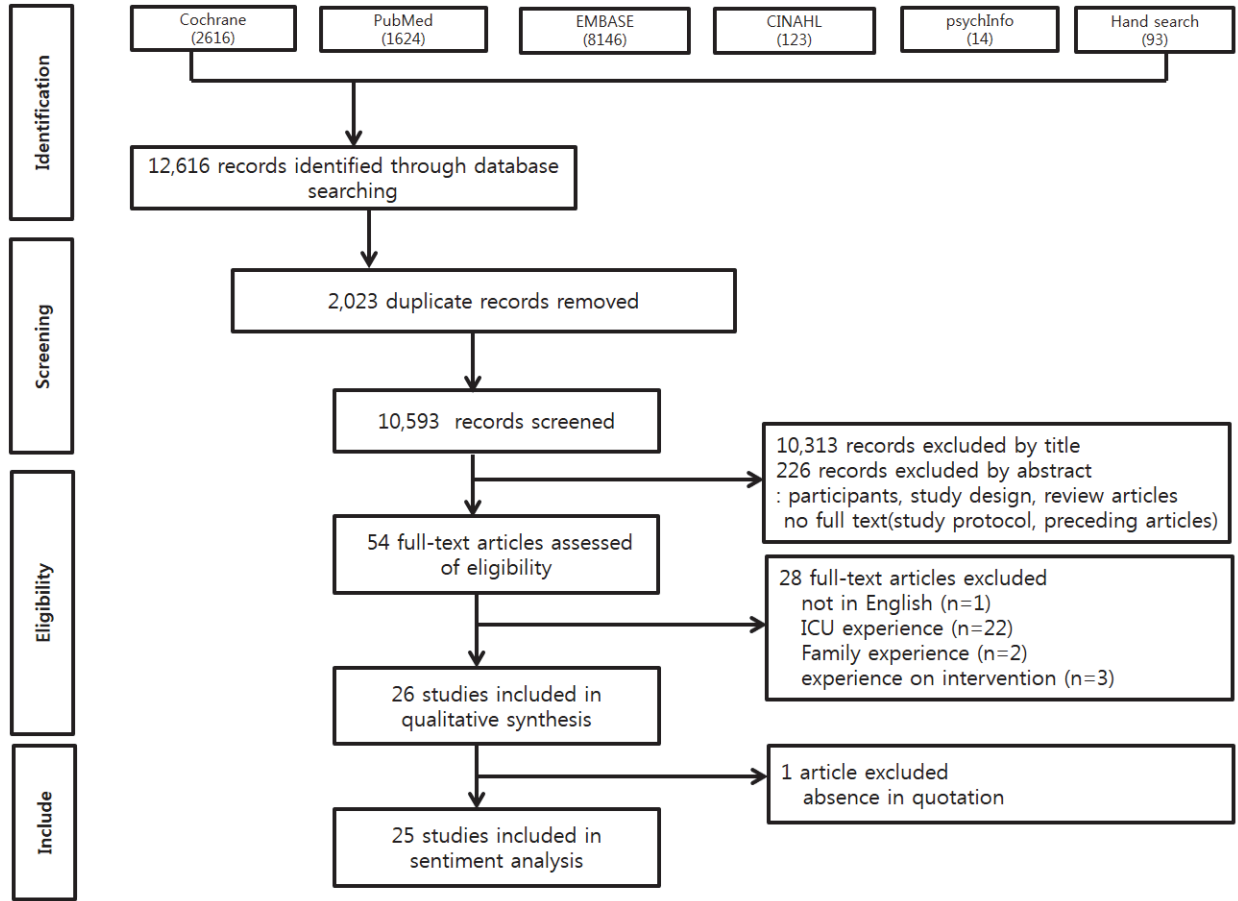 Cochrane
(2616)
PubMed
(1624)
EMBASE
(8146)
CINAHL
(123)
psychInfo
(14)
Hand search
(93)
Identification
12,616 records identified through database
searching
Screening
2,023 duplicate records removed
10,593 records screened
10,313 records excluded by title
226 records excluded by abstract
: participants, study design, review articles
no full text(study protocol, preceding articles)
Eligibility
54 full-text articles assessed
of eligibility
28 full-text articles excluded
not in English (n=1)
ICU experience (n=22)
Family experience (n=2)
experience on intervention (n=3)
26 studies included in
qualitative synthesis
Include
1 article excluded
absence in quotation
25 studies included in
sentiment analysis